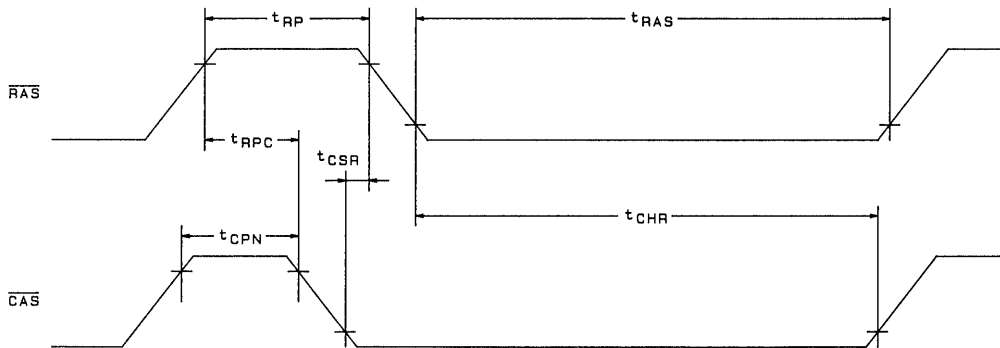 tRP
tRAS
RAS
tRPC
tCSR
tCHR
tCPN
CAS